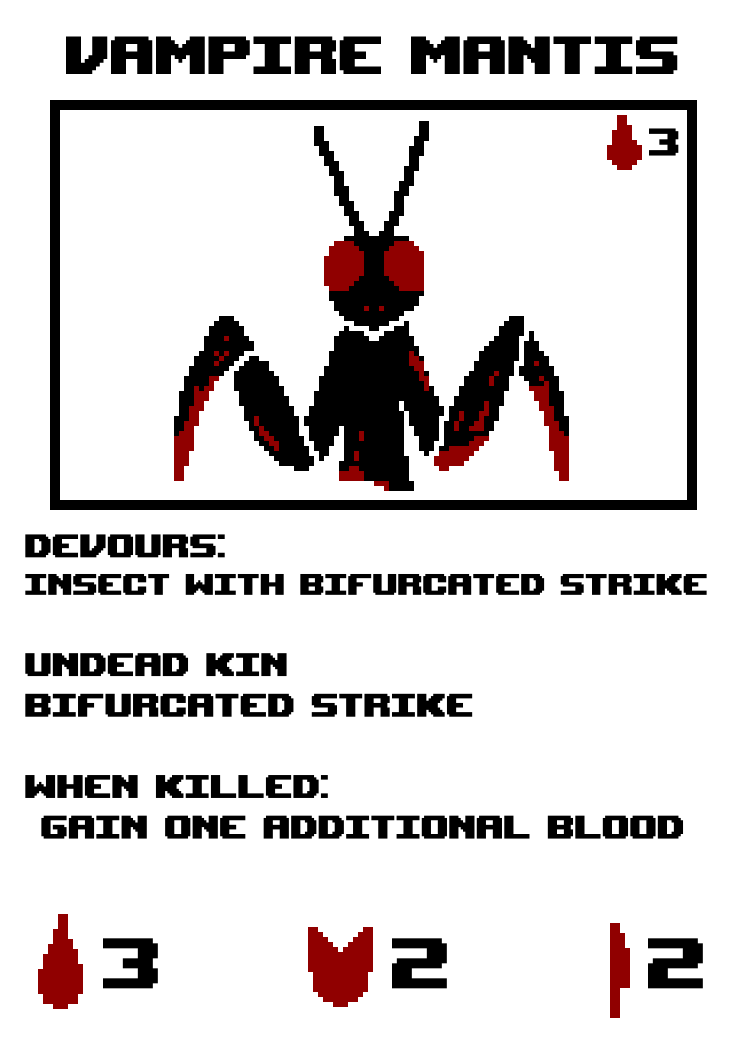 VAMPIRE MANTIS
3
DEVOURS:
INSECT WITH BIFURCATED STRIKE
UNDEAD KIN
BIFURCATED STRIKE
WHEN KILLED:
GAIN ONE ADDITIONAL BLOOD
3 2 2